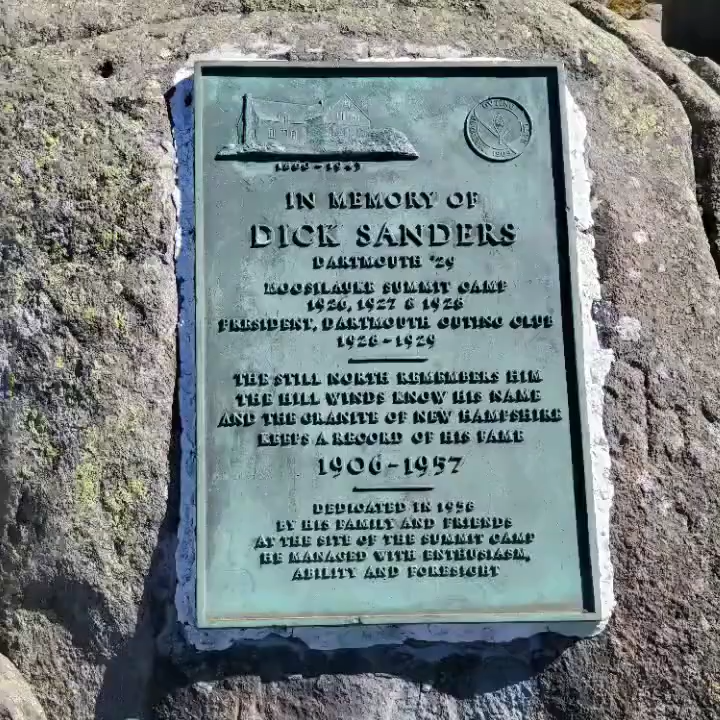 IN MEMORY OF
DICK SANDERS
DARTMOUTH '29
MOOSILAUKE SUMMIT CAMP
1926, 1927 & 1928
PRESIDENT, DARTMOUTH OUTING CLUB
1928-1929
THE STILL NORTH REMEMBERS HIM
THE HILL WINDS KNOW HIS NAME
AND THE GRANITE OF NEW HAMPSHIRE
KEEPS A RECORD OF HIS FAME
1906-1957
DEDICATED IN 1958
BY HIS FAMILY AND FRIENDS
AT THE SITE OF THE SUMMIT CAMP
HE MANAGED WITH ENTHUSIASM,
ABILITY AND FORESIGHT